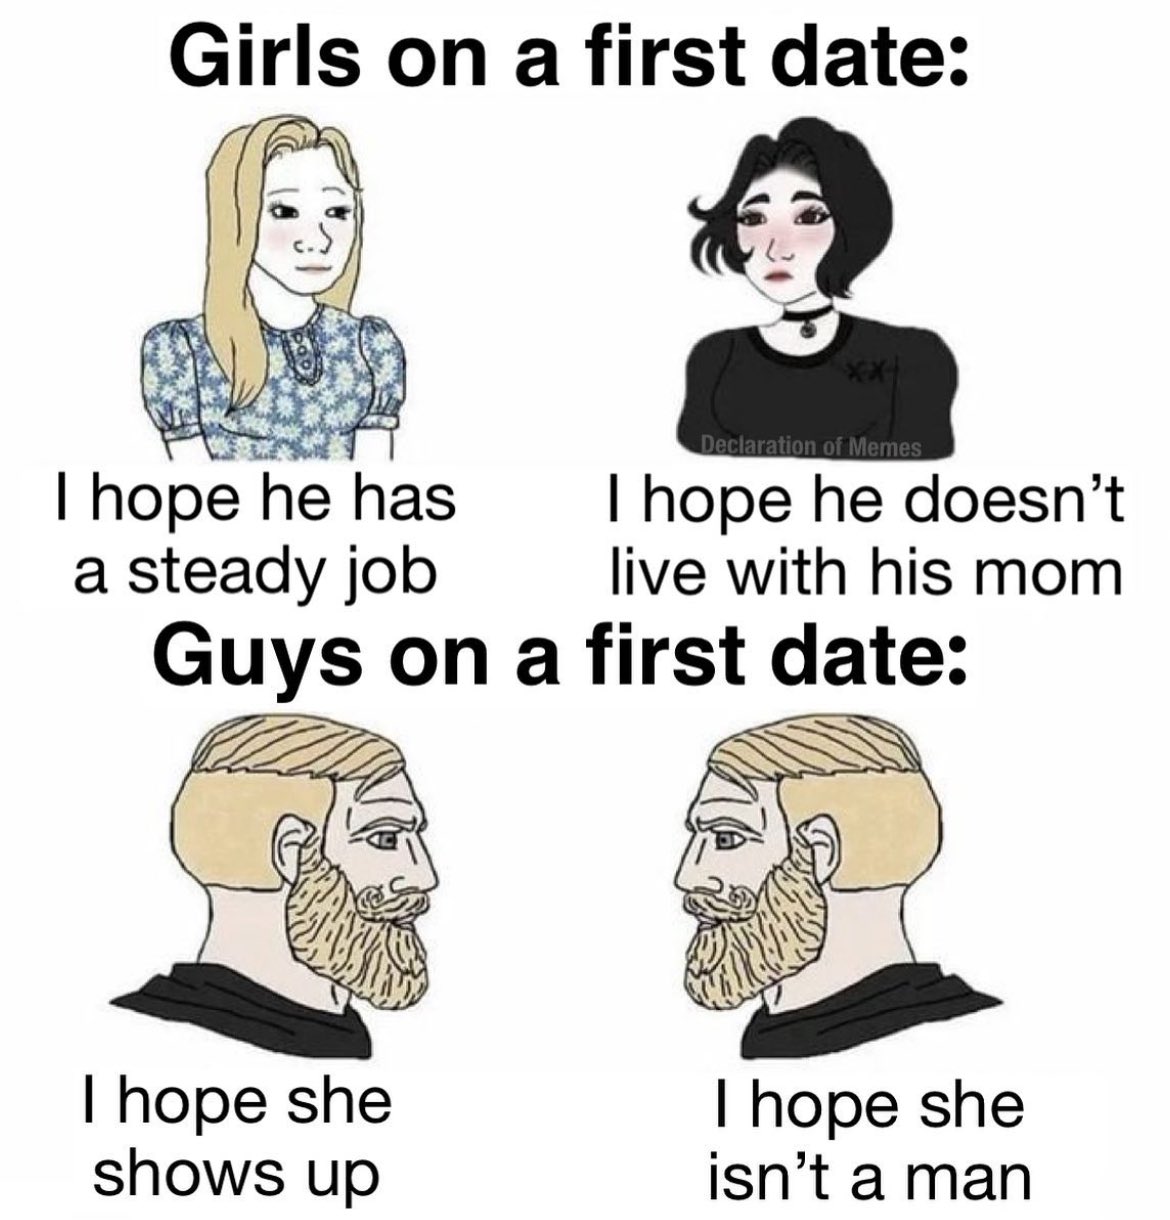 Girls on a first date:
Declaration of Memes
I hope he has
a steady job
I hope he doesn't
live with his mom
Guys on a first date:
I hope she
shows up
I hope she
isn't a man